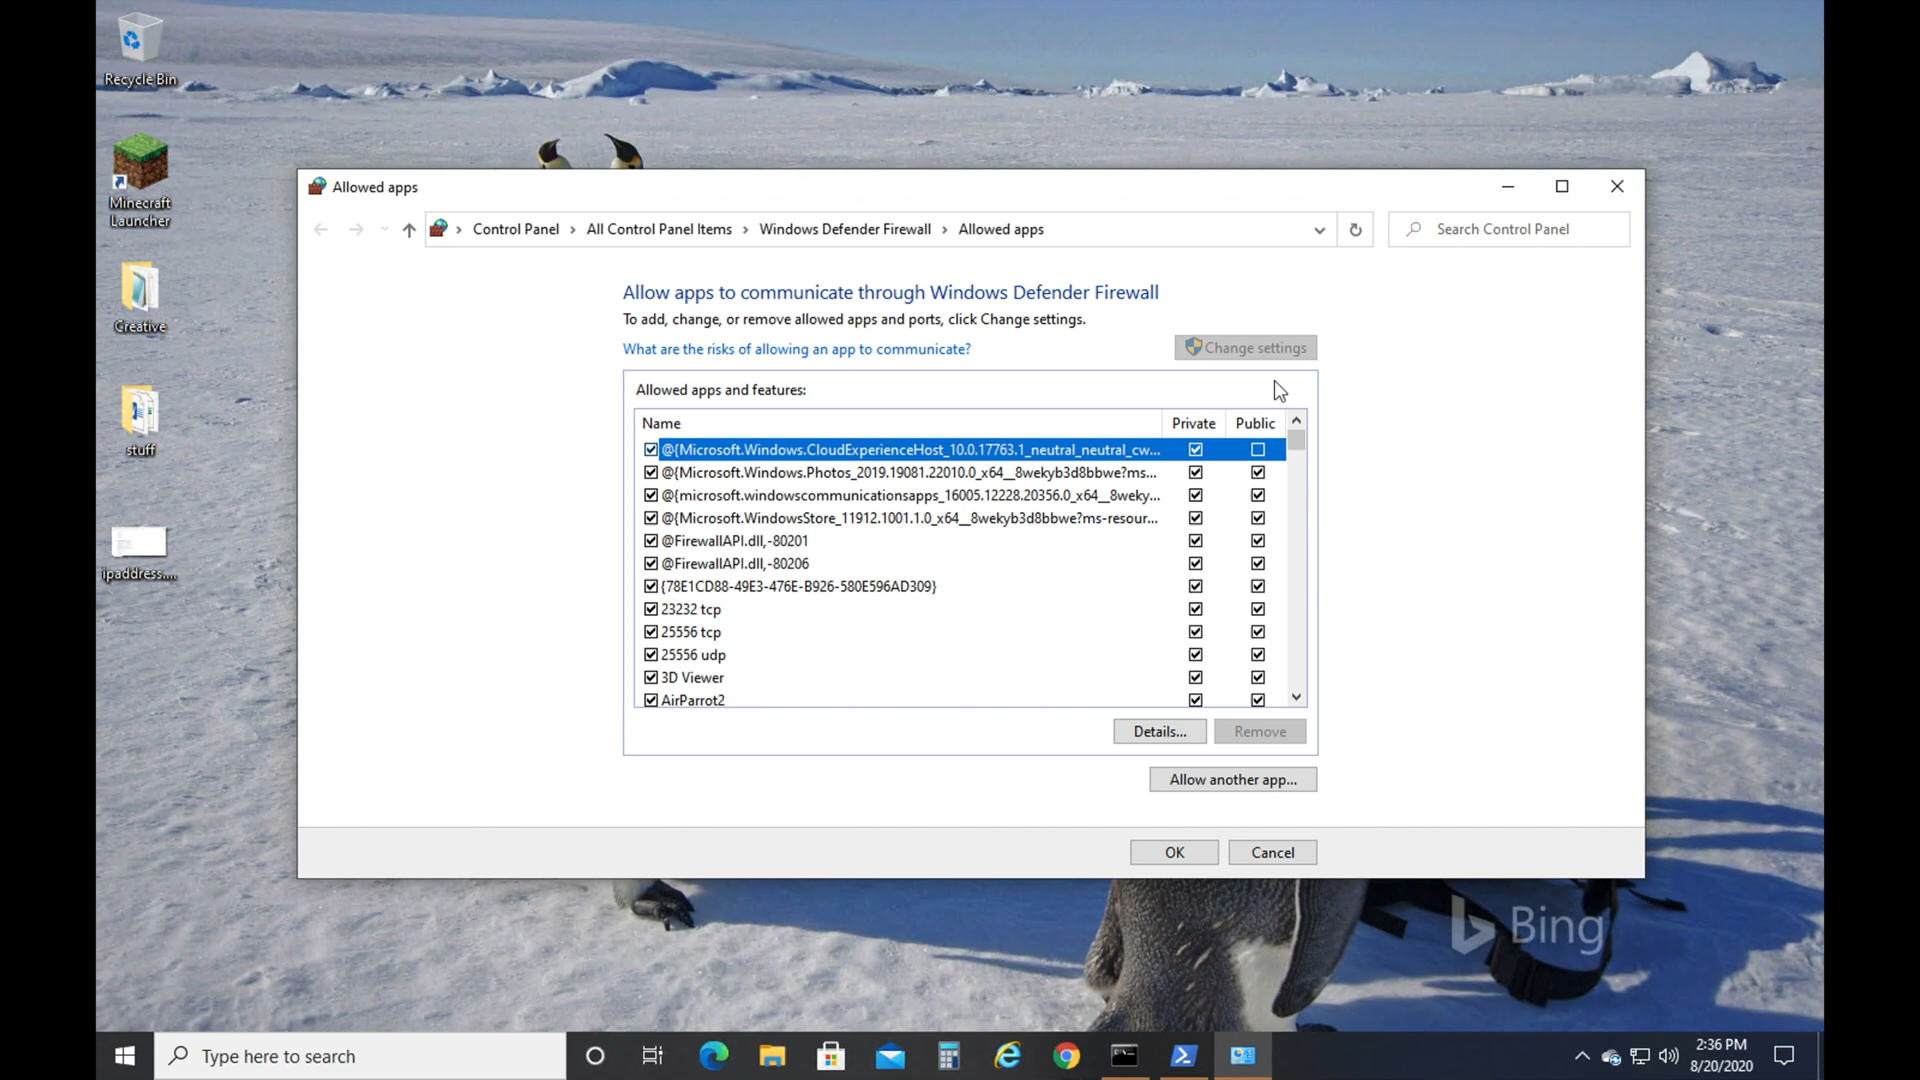 Recycle Bin
Minecraft
Launcher
Creative
stuff
ipaddress....
Allowed apps
Control Panel
All Control Panel Items
Windows Defender Firewall
Allowed apps
Search Control Panel
Allow apps to communicate through Windows Defender Firewall
To add, change, or remove allowed apps and ports, click Change settings.
What are the risks of allowing an app to communicate?
Change settings
Allowed apps and features:
Name Private Public
@{Microsoft.Windows.CloudExperienceHost_10.0.17763.1_neutral_neutral_cw...
@{Microsoft.Windows.Photos_2019.19081.22010.0_x64__8wekyb3d8bbwe?ms-...
@{microsoft.windowscommunicationsapps_16005.12228.20356.0_x64__8weky...
@{Microsoft.WindowsStore_11912.1001.1.0_x64__8wekyb3d8bbwe?ms-resour...
@FirewallAPI.dll,-80201
@FirewallAPI.dll,-80206
{78E1CD88-49E3-476E-B926-580E596AD309}
23232 tcp
25556 tcp
25556 udp
3D Viewer
AirParrot2
Details...
Remove
Allow another app...
OK
Cancel
Bing
Type here to search
2:36 PM
8/20/2020